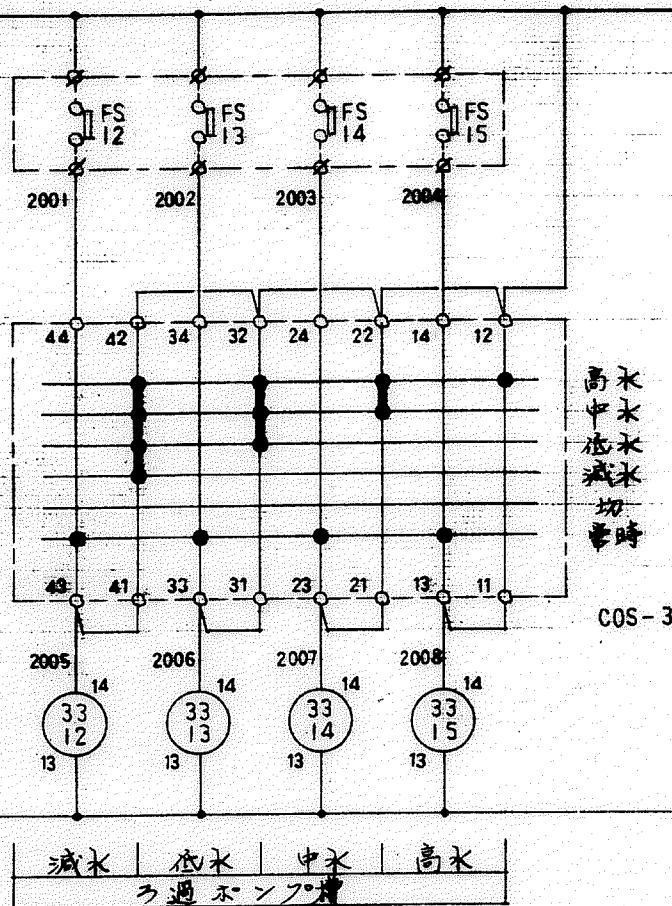 FS FS FS FS
12 13 14 15
2001 2002 2003 2004
44 42 34 32 24 22 14 12
高水
中水
低水
減水
切
常時
43 41 33 31 23 21 13 11
COS-3
2005 2006 2007 2008
14 14 14 14
33 33 33 33
12 13 14 15
13 13 13 13
減水 低水 中水 高水
ろ過ポンプ槽